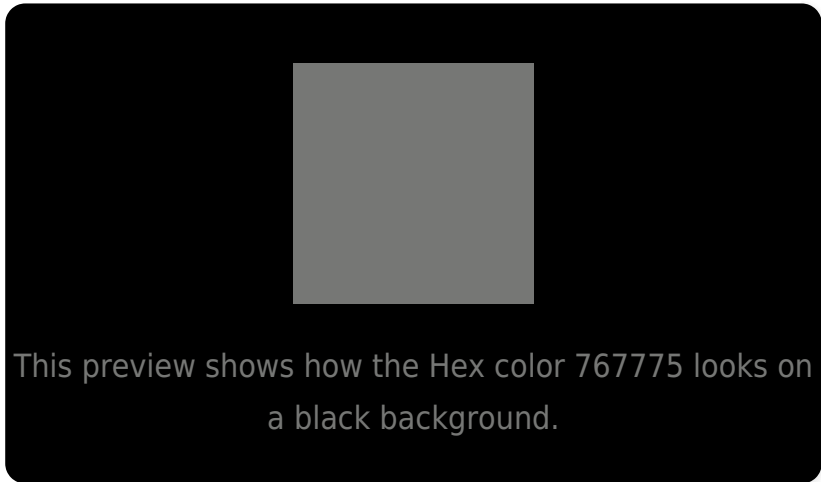 This preview shows how the Hex color 767775 looks on
a black background.